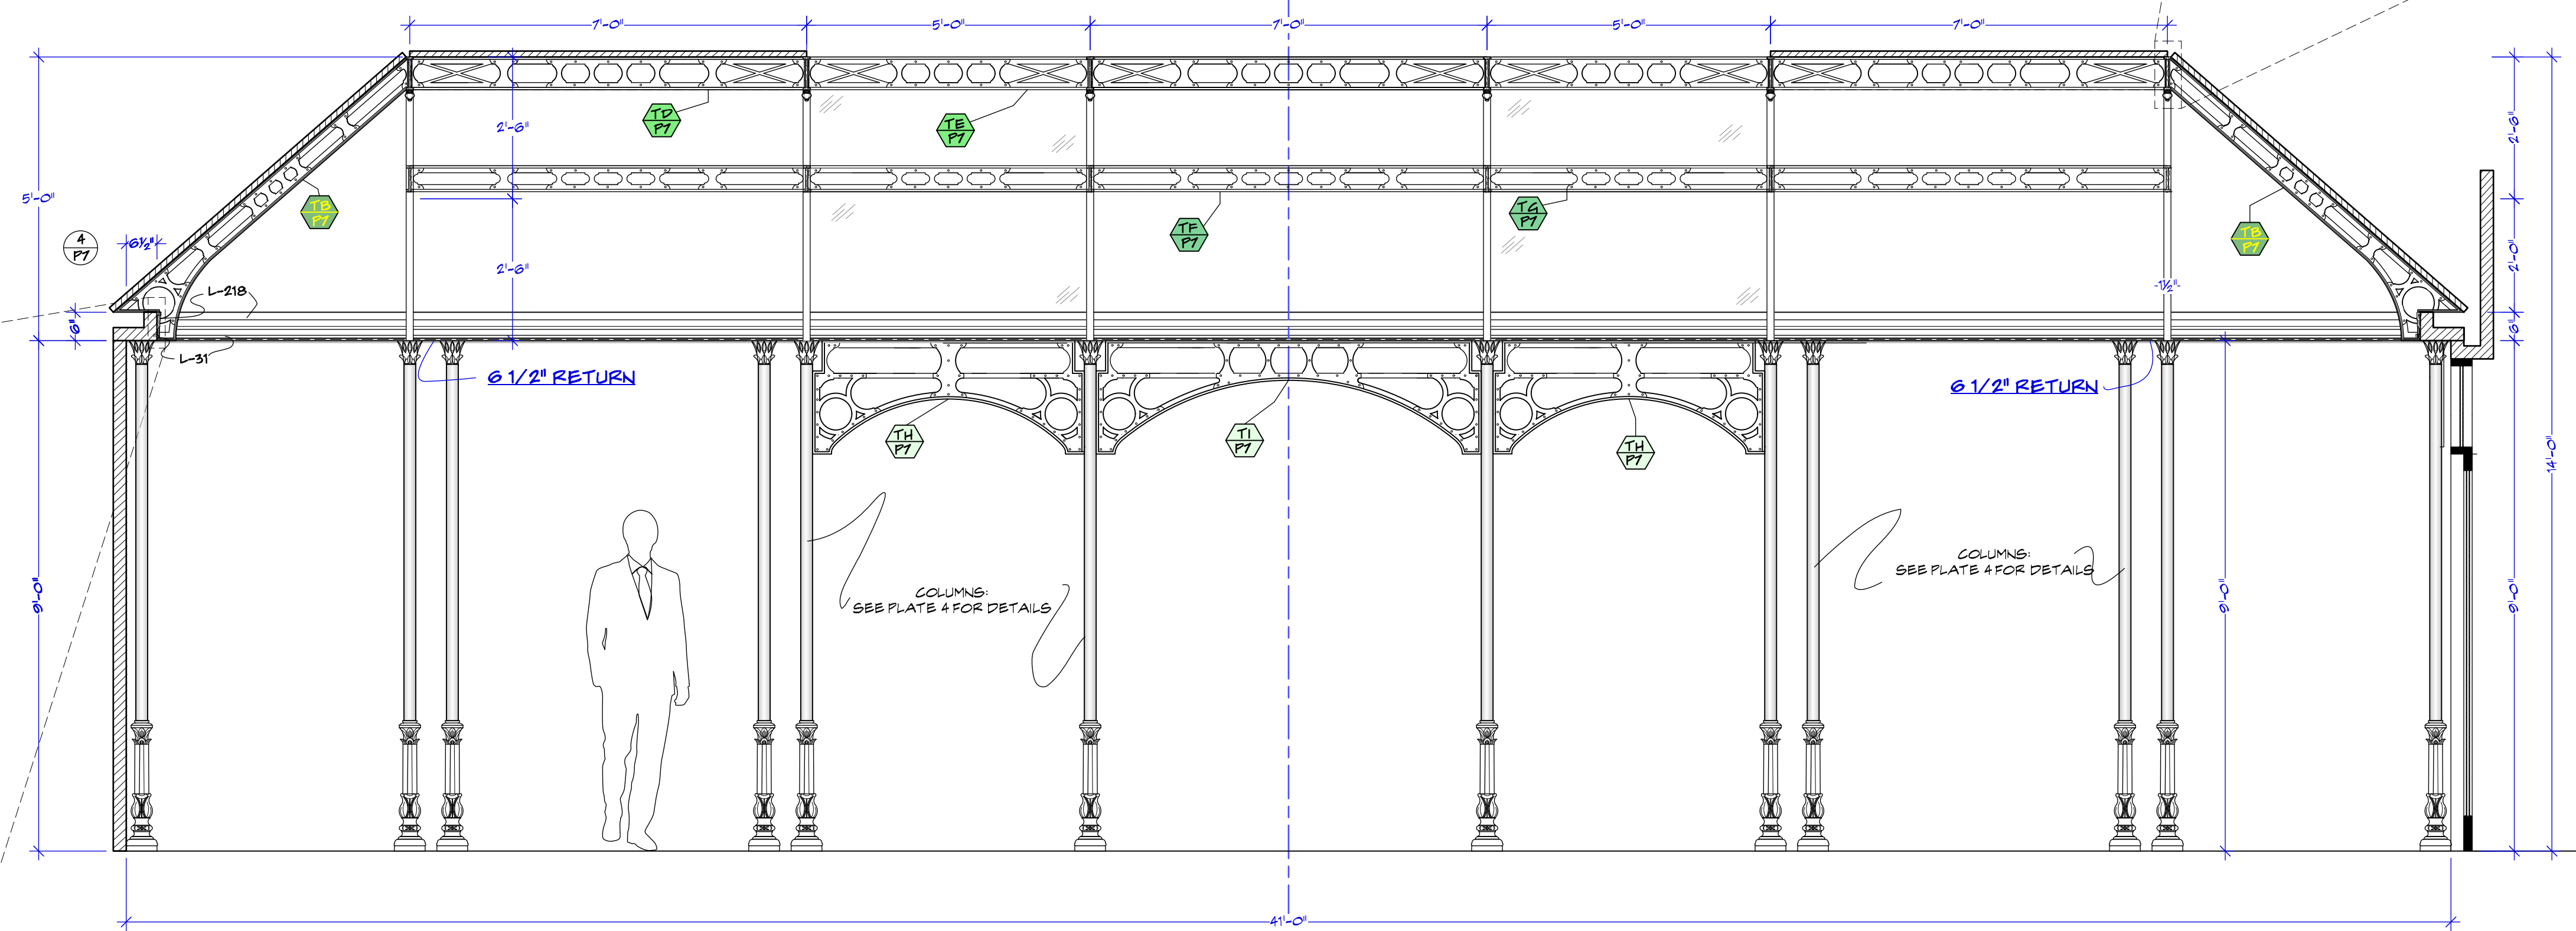 7'-0"
5'-0"
7'-0"
5'-0"
7'-0"
TD
P7
TE
P7
2'-6"
2'-6"
5'-0"
TB
P7
TF
P7
TG
P7
TB
P7
4
P7
6½"
2'-0"
2'-6"
1½"
L-218
6"
6"
L-31
6 1/2" RETURN
6 1/2" RETURN
TH
P7
TI
P7
TH
P7
14'-0"
COLUMNS:
SEE PLATE 4 FOR DETAILS
COLUMNS:
SEE PLATE 4 FOR DETAILS
9'-0"
9'-0"
9'-0"
41'-0"